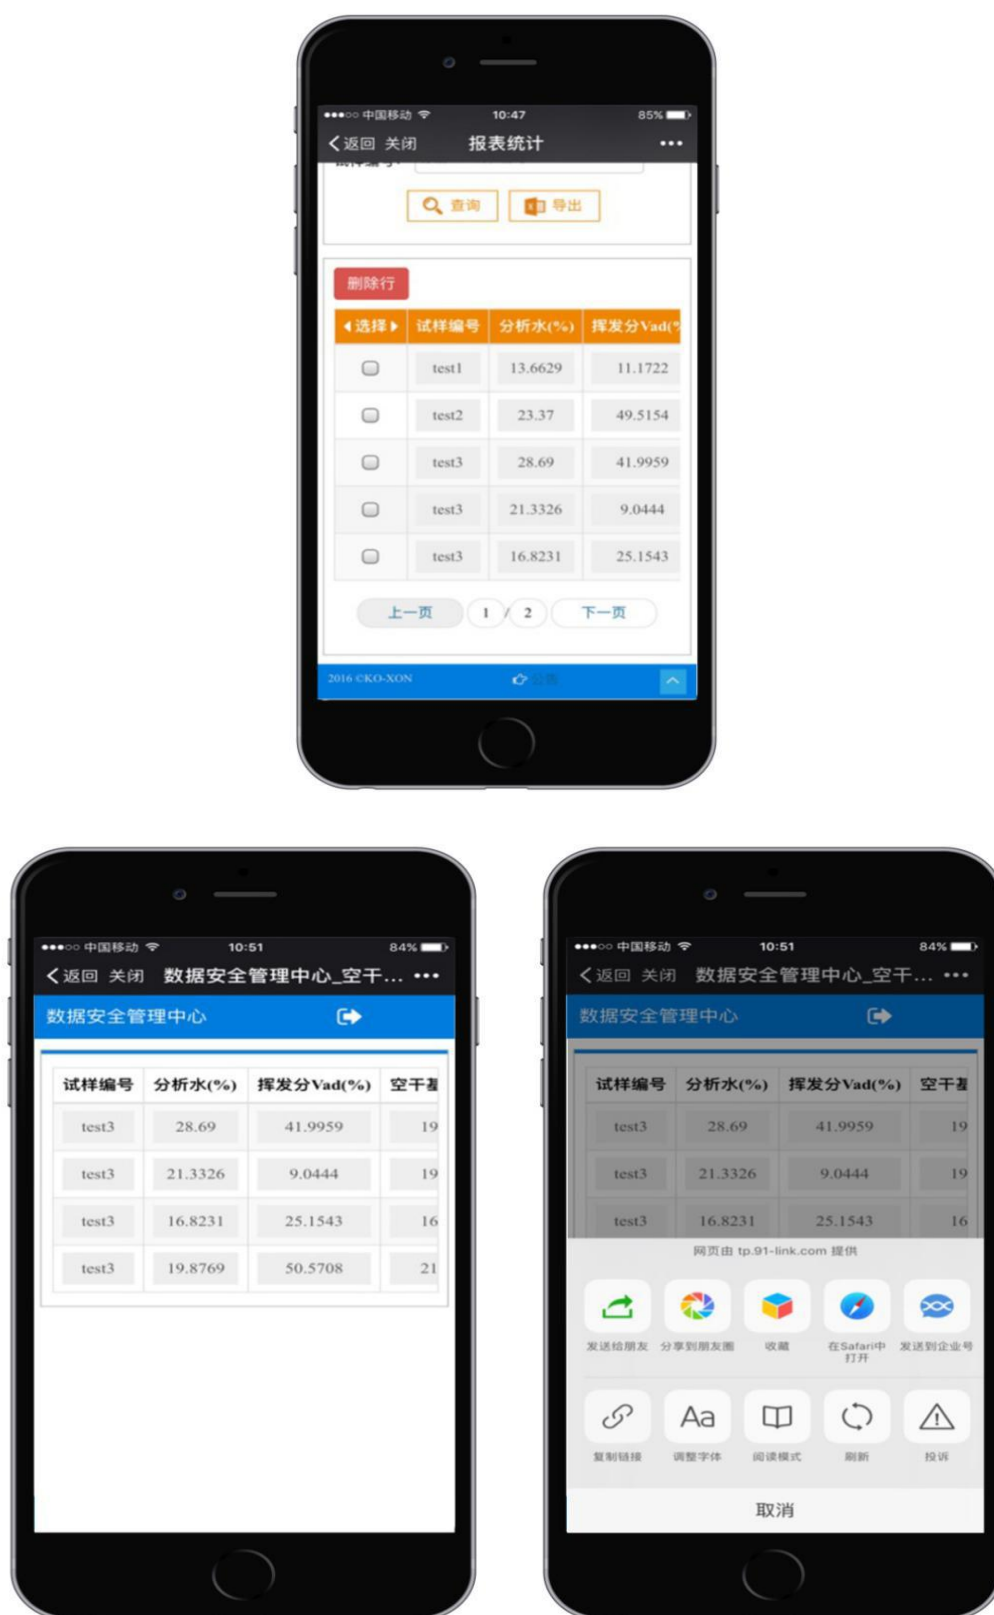 中国移动 10:47 85%
返回 关闭 报表统计
试样编号:
查询 导出
删除行
选择 试样编号 分析水(%) 挥发分Vad(%
test1 13.6629 11.1722
test2 23.37 49.5154
test3 28.69 41.9959
test3 21.3326 9.0444
test3 16.8231 25.1543
上一页 1 / 2 下一页
2016 ©KO-XON 公告
中国移动 10:51 84%
返回 关闭 数据安全管理中心_空干...
数据安全管理中心
试样编号 分析水(%) 挥发分Vad(%) 空干基
test3 28.69 41.9959 19
test3 21.3326 9.0444 19
test3 16.8231 25.1543 16
test3 19.8769 50.5708 21
中国移动 10:51 84%
返回 关闭 数据安全管理中心_空干...
数据安全管理中心
试样编号 分析水(%) 挥发分Vad(%) 空干基
test3 28.69 41.9959 19
test3 21.3326 9.0444 19
test3 16.8231 25.1543 16
网页由 tp.91-link.com 提供
发送给朋友 分享到朋友圈 收藏 在Safari中 发送到企业号
打开
Aa
复制链接 调整字体 阅读模式 刷新 投诉
取消